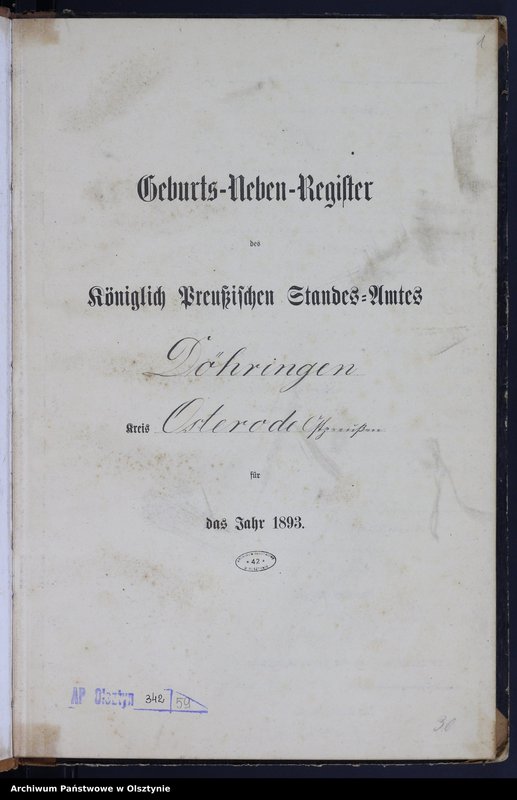 1
Geburts-Neben-Register
des
Königlich Preußischen Standes-Amtes
Döhringen
Kreis Osterode Ostpreußen
für
das Jahr 1893.
* 42 *
AP Olsztyn 342 59
30
Archiwum Państwowe w Olsztynie